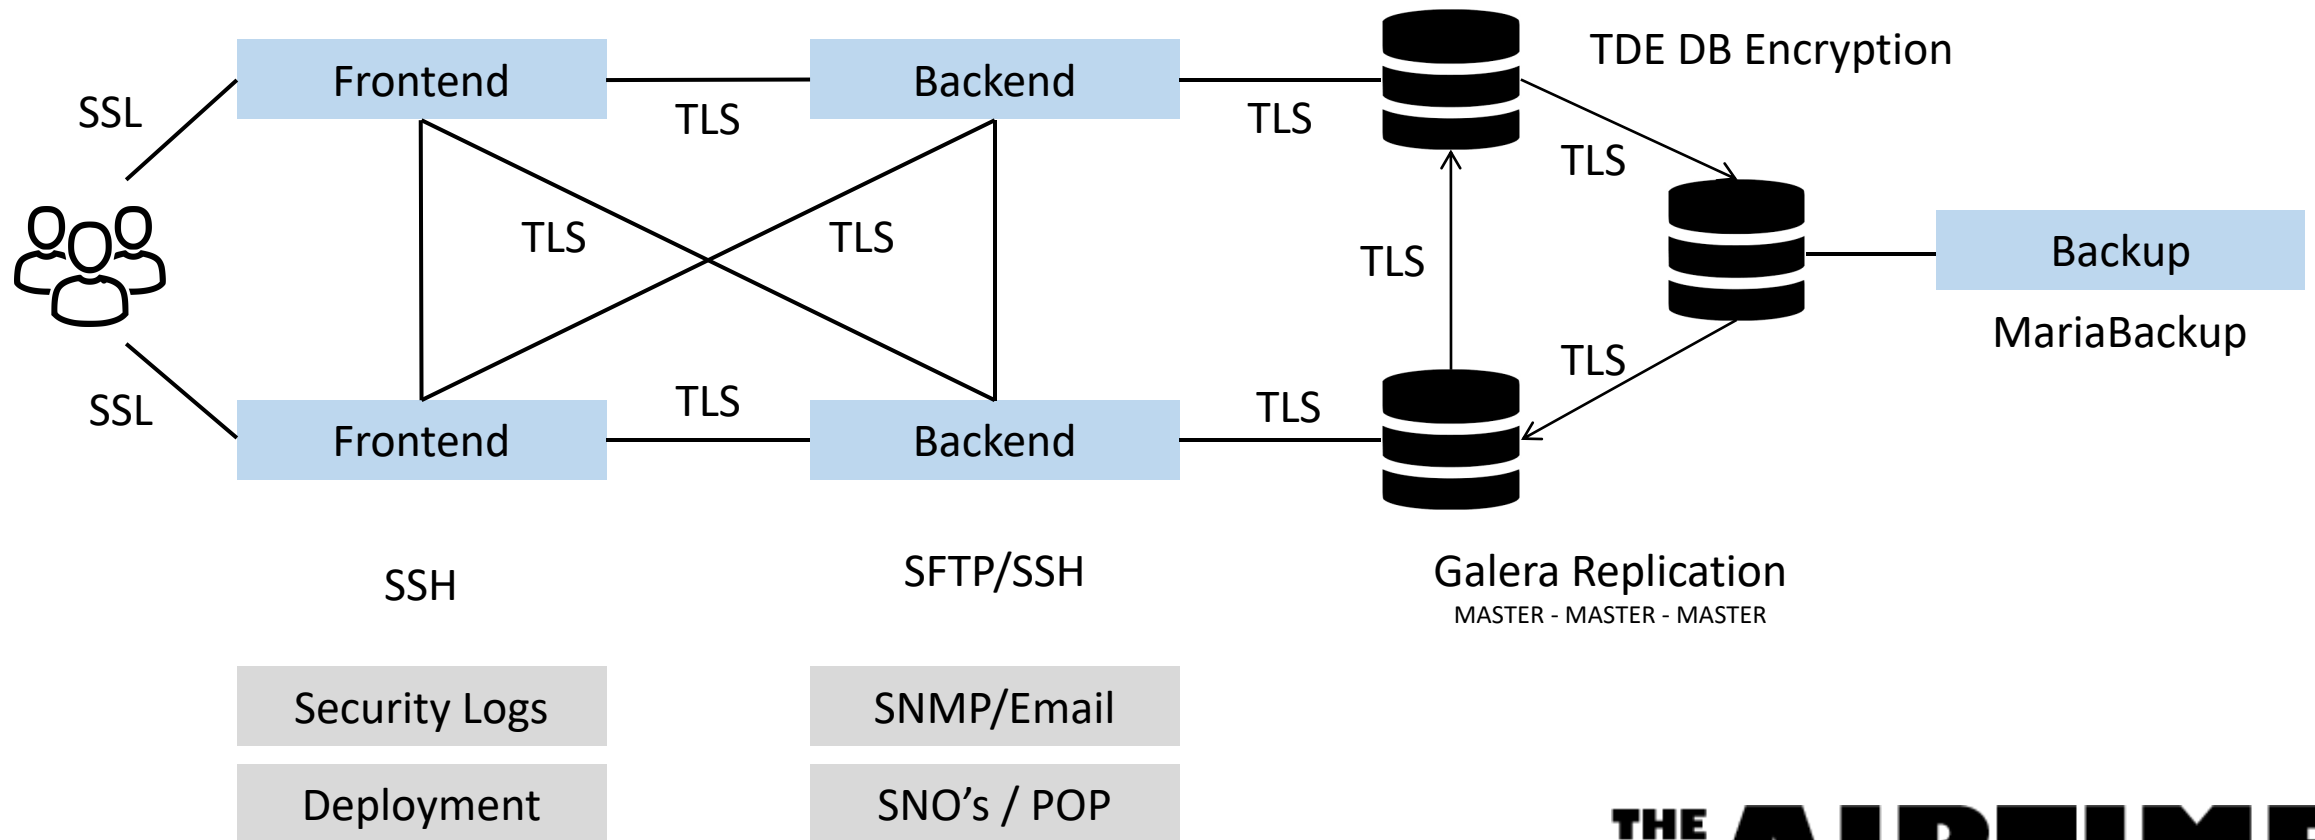 Frontend
Backend
TDE DB Encryption
SSL
TLS
TLS
TLS
TLS
TLS
TLS
Backup
MariaBackup
TLS
SSL
TLS
TLS
Frontend
Backend
SSH
SFTP/SSH
Galera Replication
MASTER - MASTER - MASTER
Security Logs
SNMP/Email
Deployment
SNO's / POP
THE